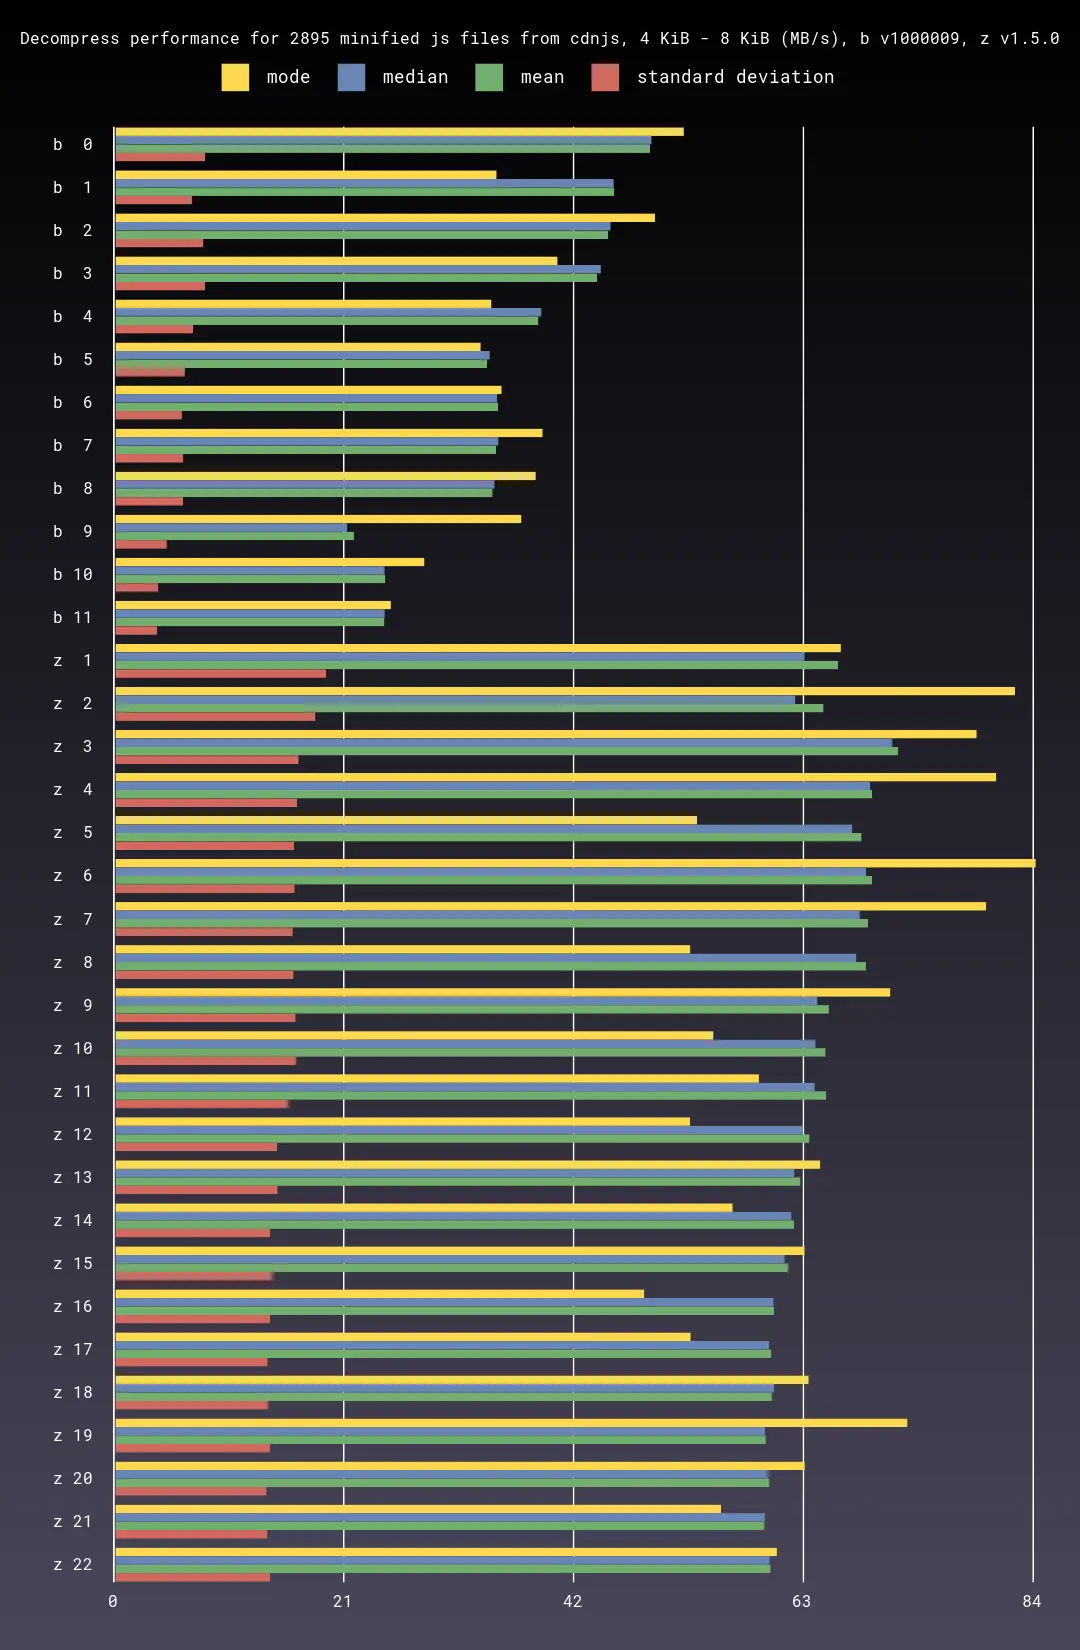 Decompress performance for 2895 minified js files from cdnjs, 4 KiB - 8 KiB (MB/s), b v1000009, z v1.5.0
mode median mean standard deviation
b 0
b 1
b 2
b 3
b 4
b 5
b 6
b 7
b 8
b 9
b 10
b 11
z 1
z 2
z 3
z 4
z 5
z 6
z 7
z 8
z 9
z 10
z 11
z 12
z 13
z 14
z 15
z 16
z 17
z 18
z 19
z 20
z 21
z 22
0 21 42 63 84